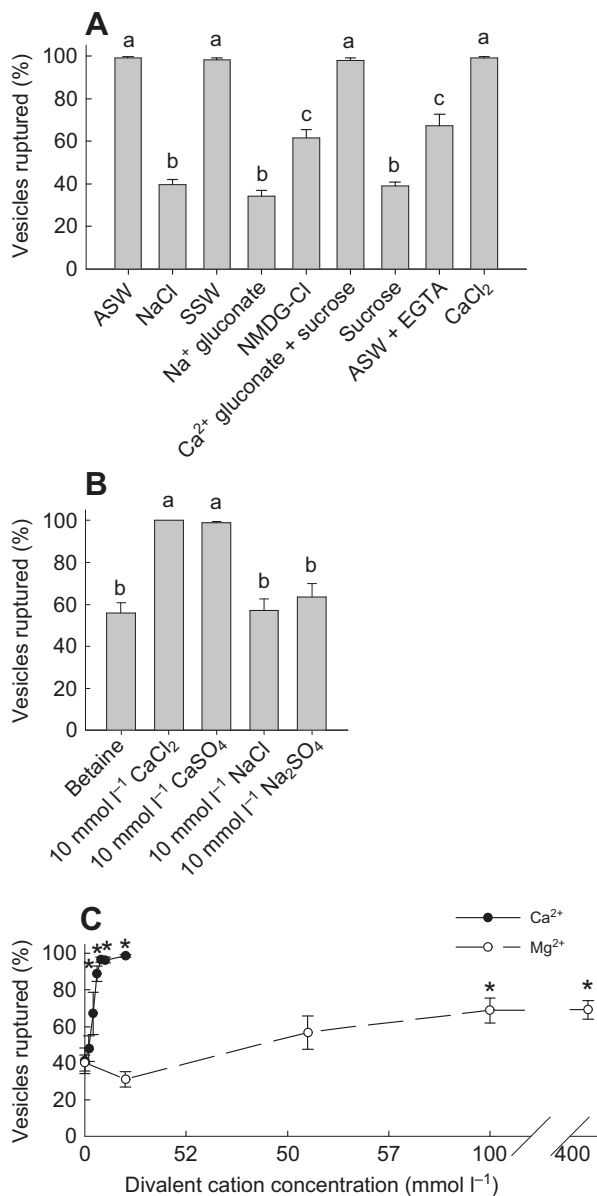 A
Vesicles ruptured (%)
100
80
60
40
20
0
a
b
a
b
c
a
b
c
a
ASW
NaCl
SSW
Na+ gluconate
NMDG-Cl
Ca2+ gluconate + sucrose
Sucrose
ASW + EGTA
CaCl2
B
Vesicles ruptured (%)
100
80
60
40
20
0
b
a
a
b
b
Betaine
10 mmol l–1 CaCl2
10 mmol l–1 CaSO4
10 mmol l–1 NaCl
10 mmol l–1 Na2SO4
C
Ca2+
Mg2+
Vesicles ruptured (%)
100
80
60
40
20
0
* * * *
* *
0 52 50 57 100 400
Divalent cation concentration (mmol l–1)